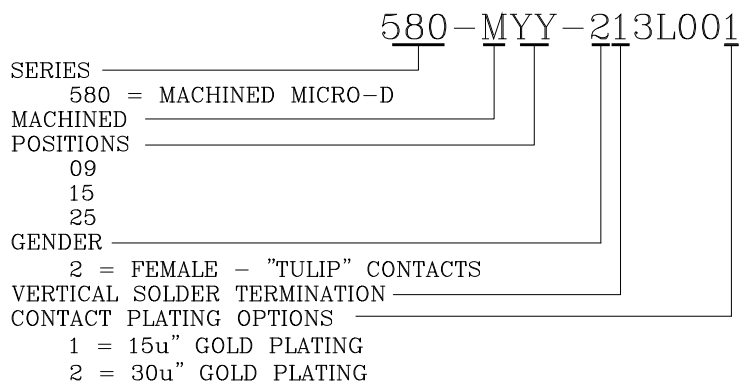 580-MYY-213L001
SERIES
580 = MACHINED MICRO-D
MACHINED
POSITIONS
09
15
25
GENDER
2 = FEMALE - "TULIP" CONTACTS
VERTICAL SOLDER TERMINATION
CONTACT PLATING OPTIONS
1 = 15u" GOLD PLATING
2 = 30u" GOLD PLATING